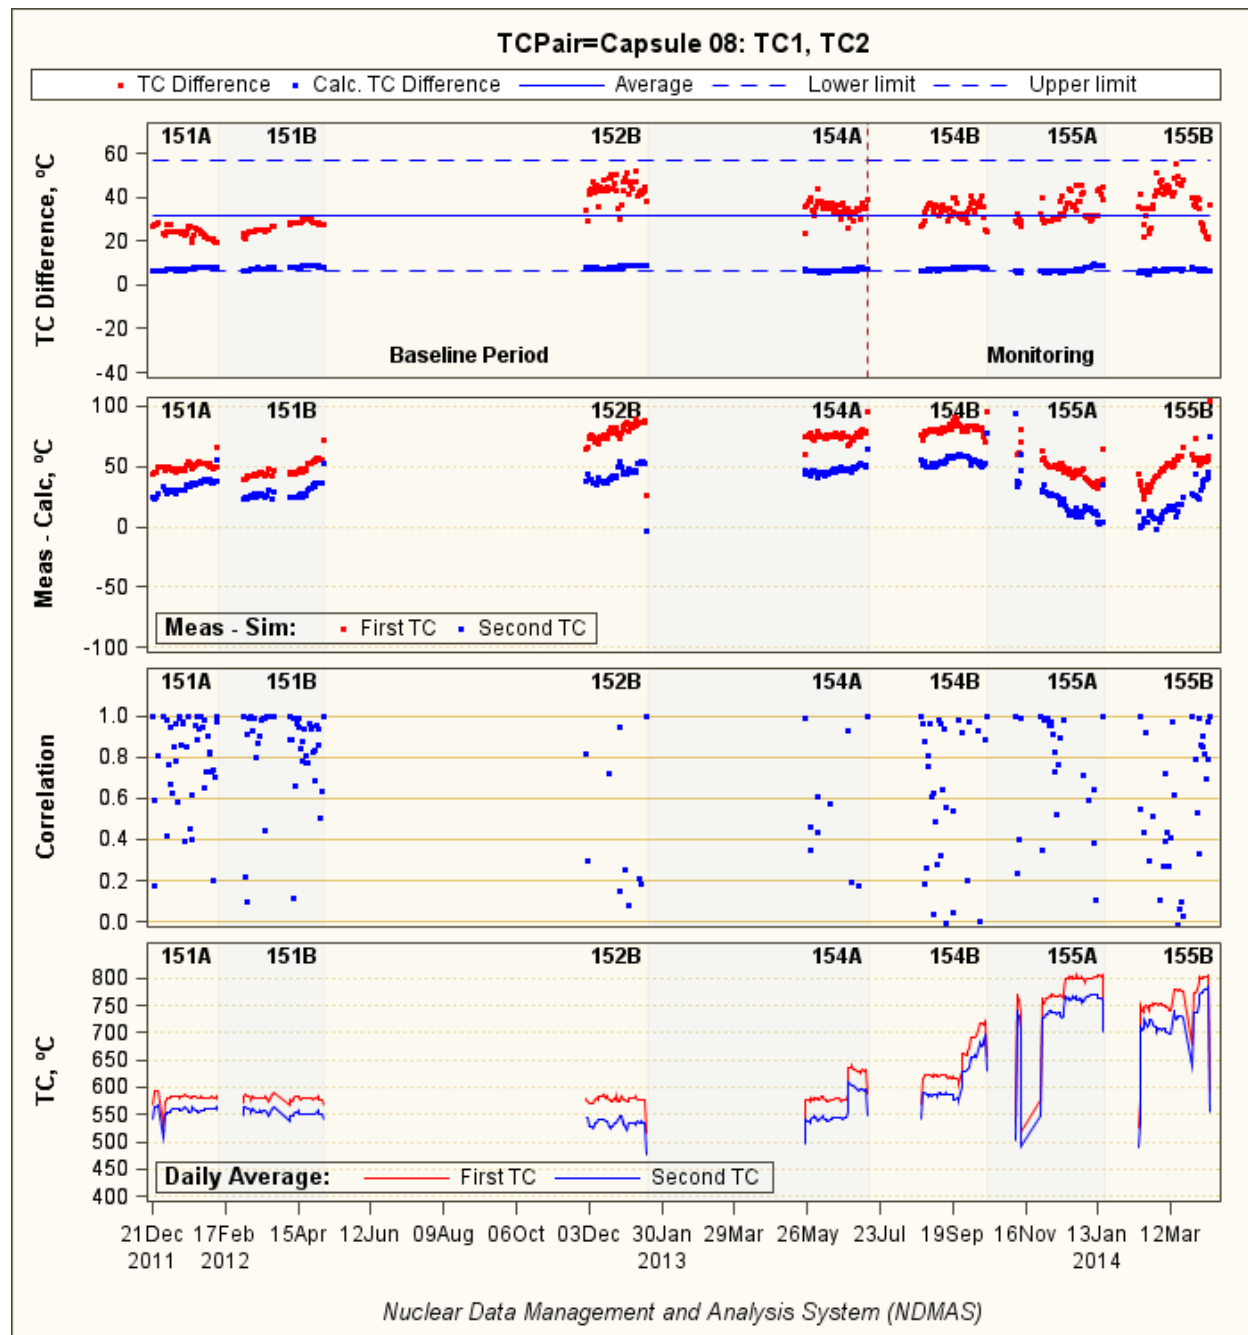 TCPair=Capsule 08: TC1, TC2
TC Difference Calc. TC Difference Average Lower limit Upper limit
151A 151B 152B 154A 154B 155A 155B
TC Difference, ºC
60
40
20
0
-20
-40
Baseline Period Monitoring
151A 151B 152B 154A 154B 155A 155B
Meas - Calc, ºC
100
50
0
-50
-100
Meas - Sim: First TC Second TC
151A 151B 152B 154A 154B 155A 155B
Correlation
1.0
0.8
0.6
0.4
0.2
0.0
151A 151B 152B 154A 154B 155A 155B
TC, ºC
800
750
700
650
600
550
500
450
400
Daily Average: First TC Second TC
21Dec 17Feb 15Apr 12Jun 09Aug 06Oct 03Dec 30Jan 29Mar 26May 23Jul 19Sep 16Nov 13Jan 12Mar
2011 2012 2013 2014
Nuclear Data Management and Analysis System (NDMAS)